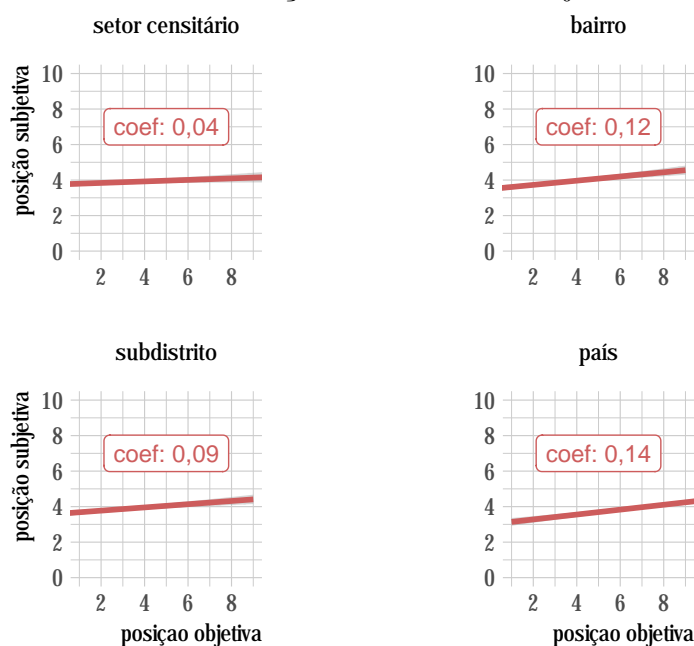 setor censitário
bairro
posição subjetiva
10
8
6
4
2
0
coef: 0,04
2 4 6 8
10
8
6
4
2
0
coef: 0,12
2 4 6 8
subdistrito
país
posição subjetiva
10
8
6
4
2
0
coef: 0,09
2 4 6 8
posiçao objetiva
10
8
6
4
2
0
coef: 0,14
2 4 6 8
posiçao objetiva